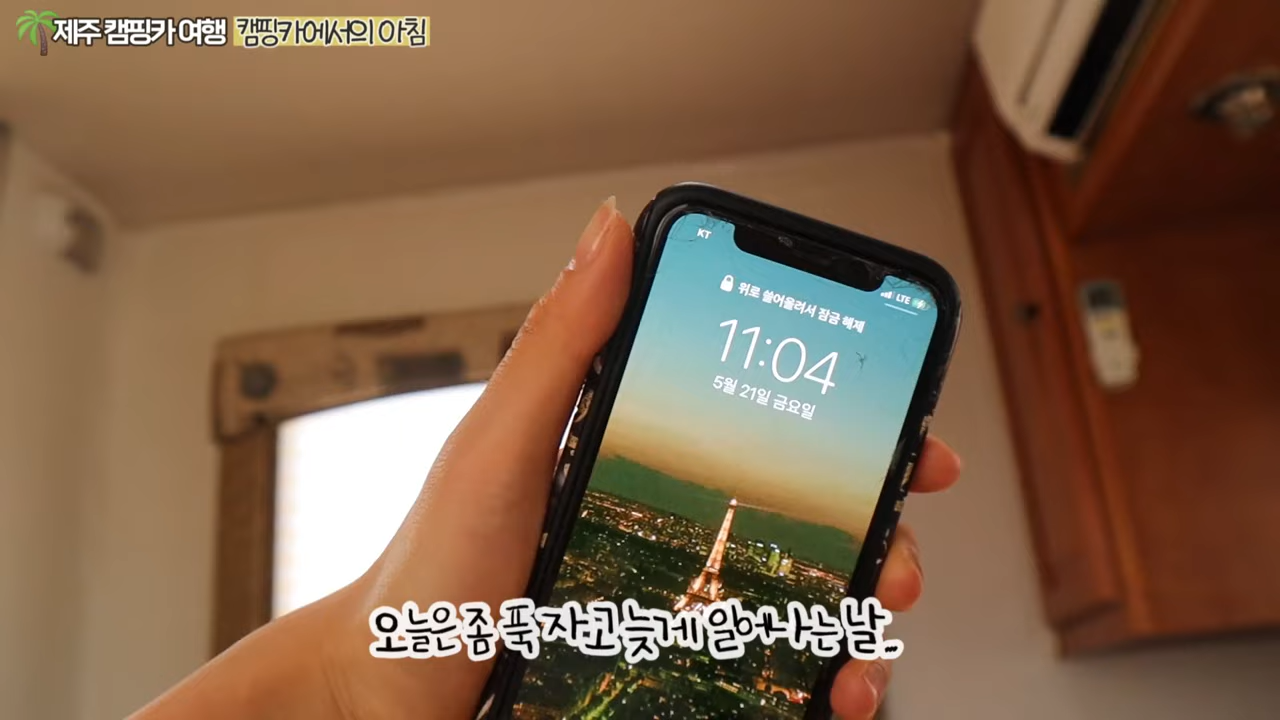 제주 캠핑카 여행 캠핑카에서의 아침
KT
LTE
위로 쓸어올려서 잠금 해제
11:04
5월 21일 금요일
오늘은 좀 푹 자고 늦게 일어나는 날...